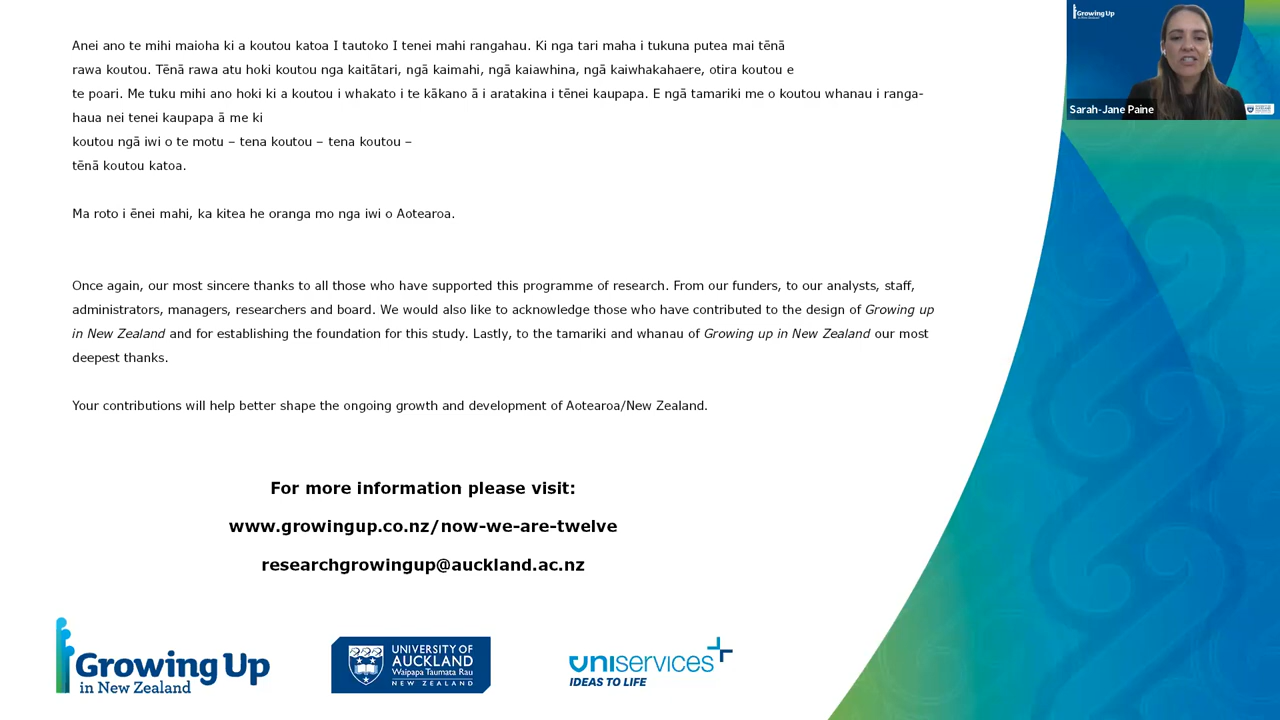 Anei ano te mihi maioha ki a koutou katoa I tautoko I tenei mahi rangahau. Ki nga tari maha i tukuna putea mai tēnā
rawa koutou. Tēnā rawa atu hoki koutou nga kaitātari, ngā kaimahi, ngā kaiawhina, ngā kaiwhakahaere, otira koutou e
te poari. Me tuku mihi ano hoki ki a koutou i whakato i te kākano ā i aratakina i tēnei kaupapa. E ngā tamariki me o koutou whanau i ranga-
haua nei tenei kaupapa ā me ki
koutou ngā iwi o te motu – tena koutou – tena koutou –
tēnā koutou katoa.
Ma roto i ēnei mahi, ka kitea he oranga mo nga iwi o Aotearoa.
Once again, our most sincere thanks to all those who have supported this programme of research. From our funders, to our analysts, staff,
administrators, managers, researchers and board. We would also like to acknowledge those who have contributed to the design of Growing up
in New Zealand and for establishing the foundation for this study. Lastly, to the tamariki and whanau of Growing up in New Zealand our most
deepest thanks.
Your contributions will help better shape the ongoing growth and development of Aotearoa/New Zealand.
For more information please visit:
www.growingup.co.nz/now-we-are-twelve
researchgrowingup@auckland.ac.nz
Growing Up
in New Zealand
UNIVERSITY OF
AUCKLAND
Waipapa Taumata Rau
NEW ZEALAND
UNISERVICES
IDEAS TO LIFE
Growing Up
Sarah-Jane Paine